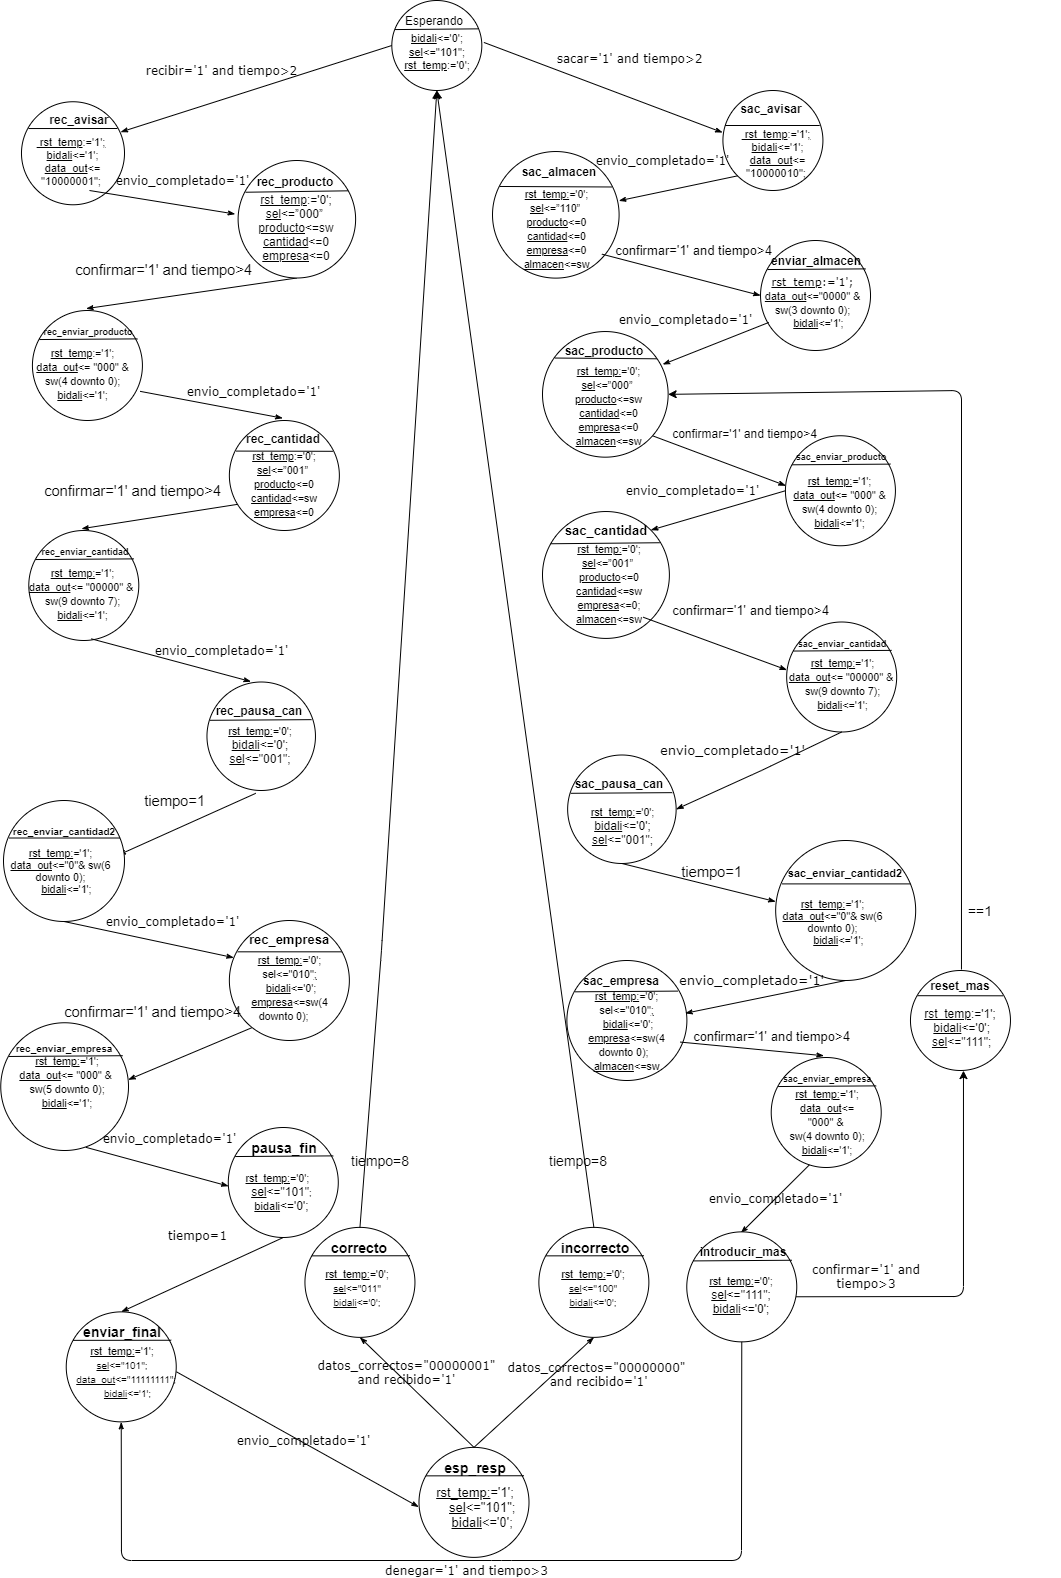 Esperando
bidali<='0';
sel<="101";
rst_temp:='0';
recibir='1' and tiempo>2
sacar='1' and tiempo>2
rec_avisar
rst_temp:='1';
bidali<='1';
data_out<=
"10000001";
envio_completado='1'
rec_producto
rst_temp:='0';
sel<="000"
producto<=sw
cantidad<=0
empresa<=0
confirmar='1' and tiempo>4
rec_enviar_producto
rst_temp:='1';
data_out<= "000" &
sw(4 downto 0);
bidali<='1';
envio_completado='1'
rec_cantidad
rst_temp:='0';
sel<="001"
producto<=0
cantidad<=sw
empresa<=0
confirmar='1' and tiempo>4
rec_enviar_cantidad
rst_temp:='1';
data_out<= "00000" &
sw(9 downto 7);
bidali<='1';
envio_completado='1'
rec_pausa_can
rst_temp:='0';
bidali<='0';
sel<="001";
tiempo=1
rec_enviar_cantidad2
rst_temp:='1';
data_out<="0"& sw(6
downto 0);
bidali<='1';
envio_completado='1'
rec_empresa
rst_temp:='0';
sel<="010";
bidali<='0';
empresa<=sw(4
downto 0);
confirmar='1' and tiempo>4
rec_enviar_empresa
rst_temp:='1';
data_out<= "000" &
sw(5 downto 0);
bidali<='1';
envio_completado='1'
pausa_fin
rst_temp:='0';
sel<="101";
bidali<='0';
tiempo=1
enviar_final
rst_temp:='1';
sel<="101";
data_out<="11111111";
bidali<='1';
envio_completado='1'
esp_resp
rst_temp:='1';
sel<="101";
bidali<='0';
datos_correctos="00000001"
and recibido='1'
datos_correctos="00000000"
and recibido='1'
correcto
rst_temp:='0';
sel<="011"
bidali<='0';
incorrecto
rst_temp:='0';
sel<="100"
bidali<='0';
tiempo=8
tiempo=8
sac_avisar
rst_temp:='1';
bidali<='1';
data_out<=
"10000010";
envio_completado='1'
sac_almacen
rst_temp:='0';
sel<="110"
producto<=0
cantidad<=0
empresa<=0
almacen<=sw
confirmar='1' and tiempo>4
enviar_almacen
rst_temp:='1';
data_out<="0000" &
sw(3 downto 0);
bidali<='1';
envio_completado='1'
sac_producto
rst_temp:='0';
sel<="000"
producto<=sw
cantidad<=0
empresa<=0
almacen<=sw
confirmar='1' and tiempo>4
sac_enviar_producto
rst_temp:='1';
data_out<= "000" &
sw(4 downto 0);
bidali<='1';
envio_completado='1'
sac_cantidad
rst_temp:='0';
sel<="001"
producto<=0
cantidad<=sw
empresa<=0;
almacen<=sw
confirmar='1' and tiempo>4
sac_enviar_cantidad
rst_temp:='1';
data_out<= "00000" &
sw(9 downto 7);
bidali<='1';
envio_completado='1'
sac_pausa_can
rst_temp:='0';
bidali<='0';
sel<="001";
tiempo=1
sac_enviar_cantidad2
rst_temp:='1';
data_out<="0"& sw(6
downto 0);
bidali<='1';
envio_completado='1'
sac_empresa
rst_temp:='0';
sel<="010";
bidali<='0';
empresa<=sw(4
downto 0);
almacen<=sw
confirmar='1' and tiempo>4
sac_enviar_empresa
rst_temp:='1';
data_out<=
"000" &
sw(4 downto 0);
bidali<='1';
envio_completado='1'
introducir_mas
rst_temp:='0';
sel<="111";
bidali<='0';
confirmar='1' and
tiempo>3
reset_mas
rst_temp:='1';
bidali<='0';
sel<="111";
==1
denegar='1' and tiempo>3